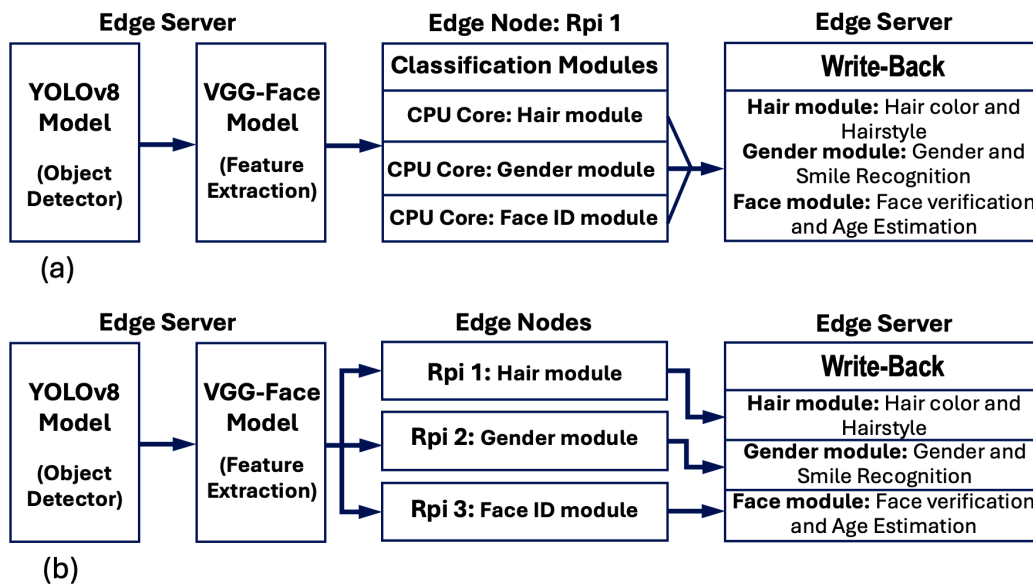 Edge Server
Edge Node: Rpi 1
Edge Server
YOLOv8
Model
(Object
Detector)
VGG-Face
Model
(Feature
Extraction)
Classification Modules
CPU Core: Hair module
CPU Core: Gender module
CPU Core: Face ID module
Write-Back
Hair module: Hair color and
Hairstyle
Gender module: Gender and
Smile Recognition
Face module: Face verification
and Age Estimation
(a)
Edge Server
Edge Nodes
Edge Server
YOLOv8
Model
(Object
Detector)
VGG-Face
Model
(Feature
Extraction)
Rpi 1: Hair module
Rpi 2: Gender module
Rpi 3: Face ID module
Write-Back
Hair module: Hair color and
Hairstyle
Gender module: Gender and
Smile Recognition
Face module: Face verification
and Age Estimation
(b)